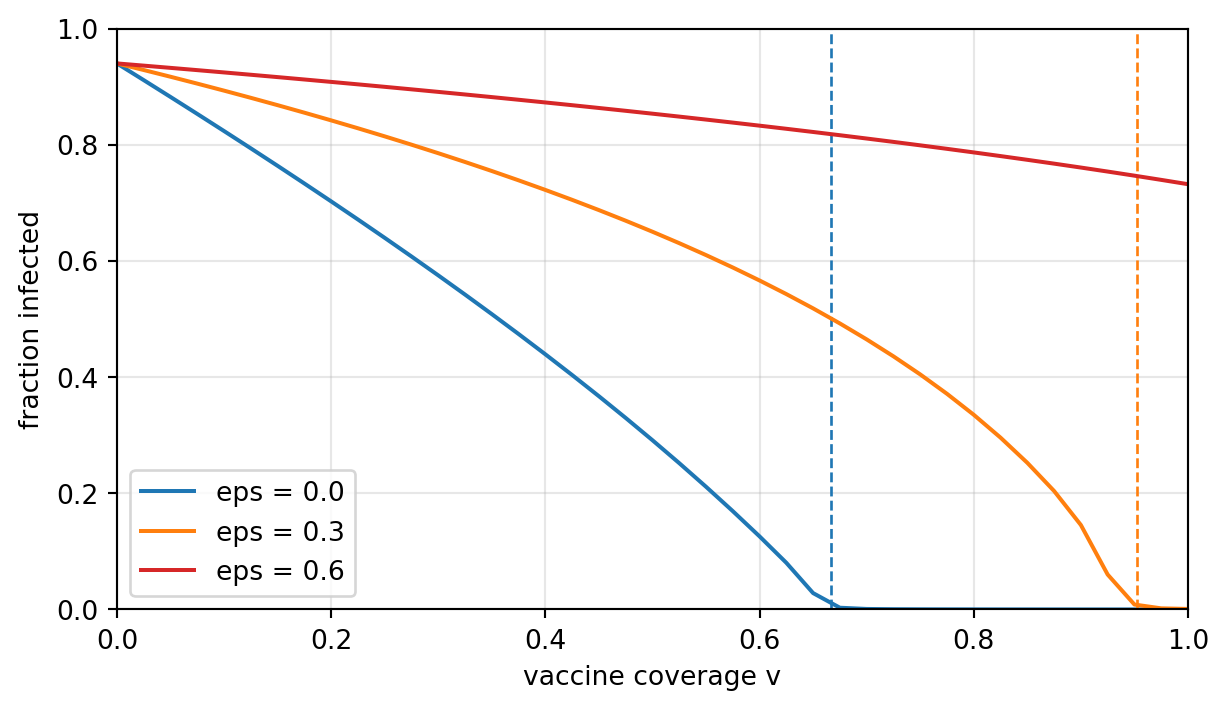 1.0
0.8
0.6
0.4
0.2
0.0
fraction infected
eps = 0.0
eps = 0.3
eps = 0.6
0.0 0.2 0.4 0.6 0.8 1.0
vaccine coverage v